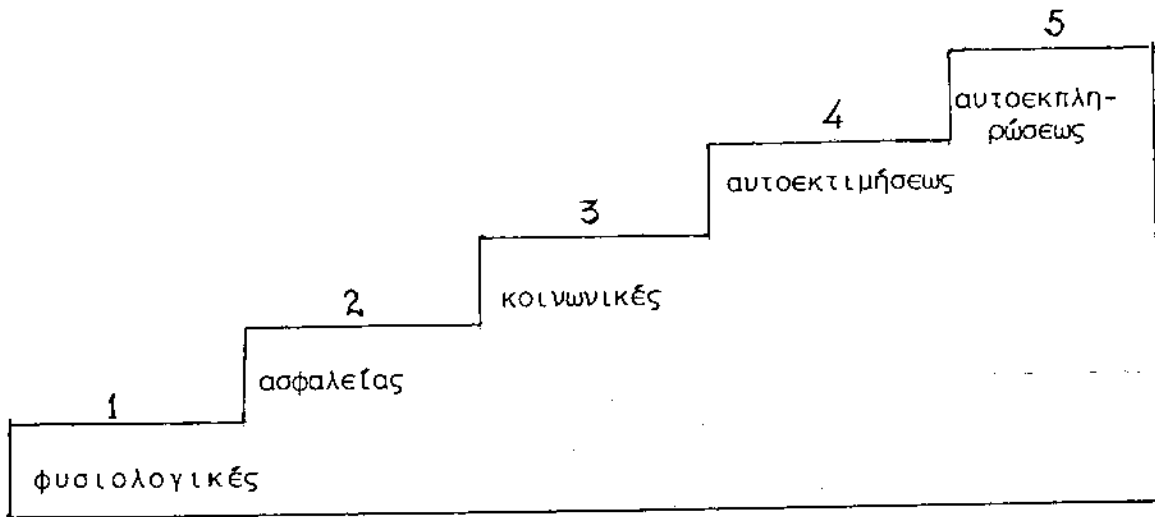 5
αυτοεκπλη-
ρώσεως
4
αυτοεκτιμήσεως
3
κοινωνικές
2
ασφαλείας
1
φυσιολογικές